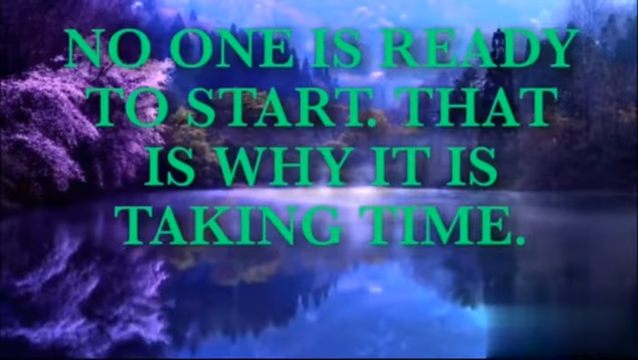 NO ONE IS READY
TO START. THAT
IS WHY IT IS
TAKING TIME.